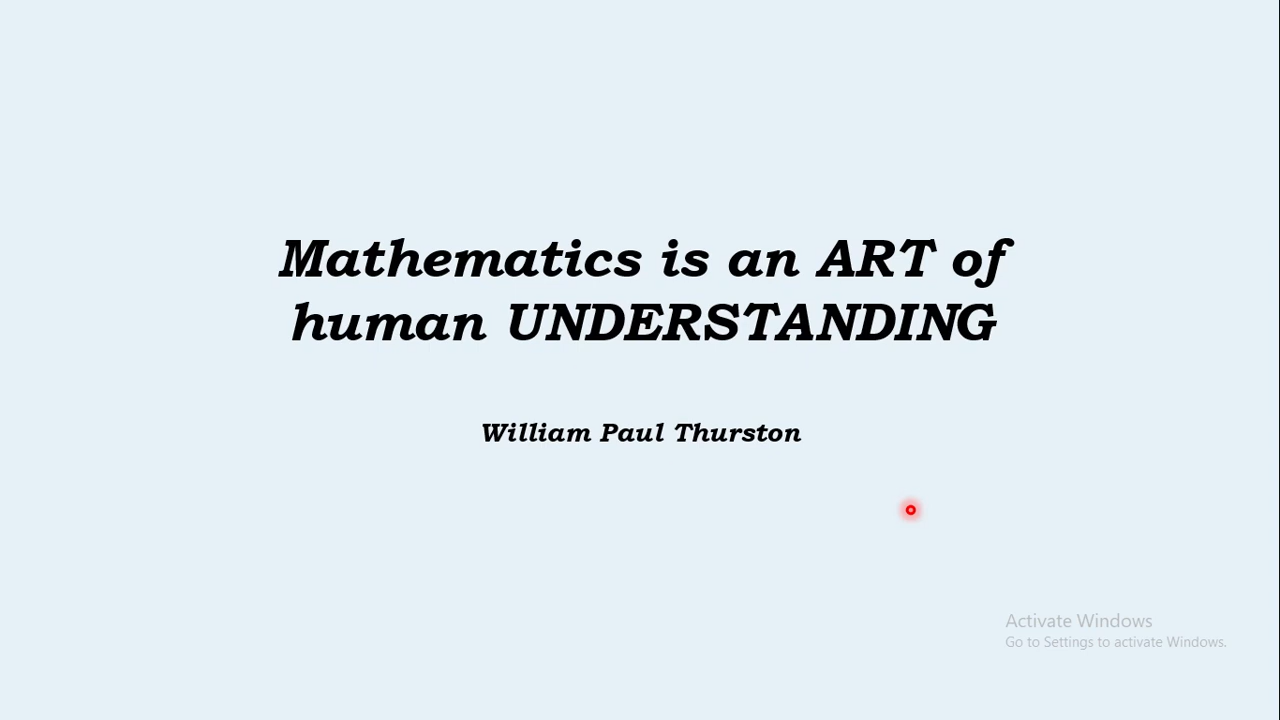 Mathematics is an ART of
human UNDERSTANDING
William Paul Thurston
Activate Windows
Go to Settings to activate Windows.